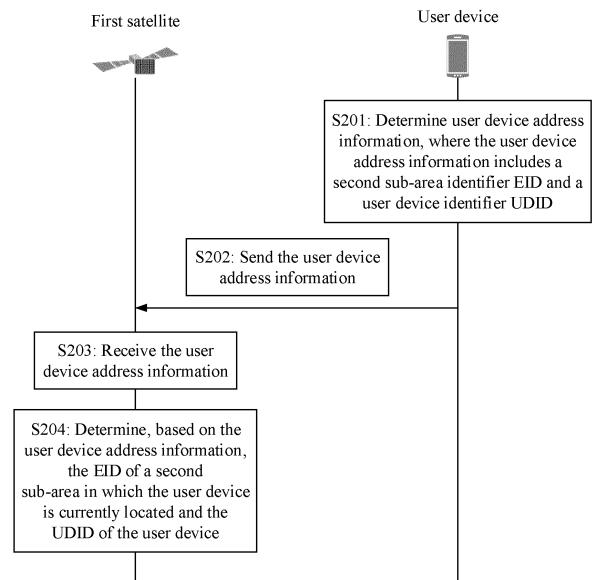 First satellite
User device
S201: Determine user device address
information, where the user device
address information includes a
second sub-area identifier EID and a
user device identifier UDID
S202: Send the user device
address information
S203: Receive the user
device address information
S204: Determine, based on the
user device address information,
the EID of a second
sub-area in which the user device
is currently located and the
UDID of the user device